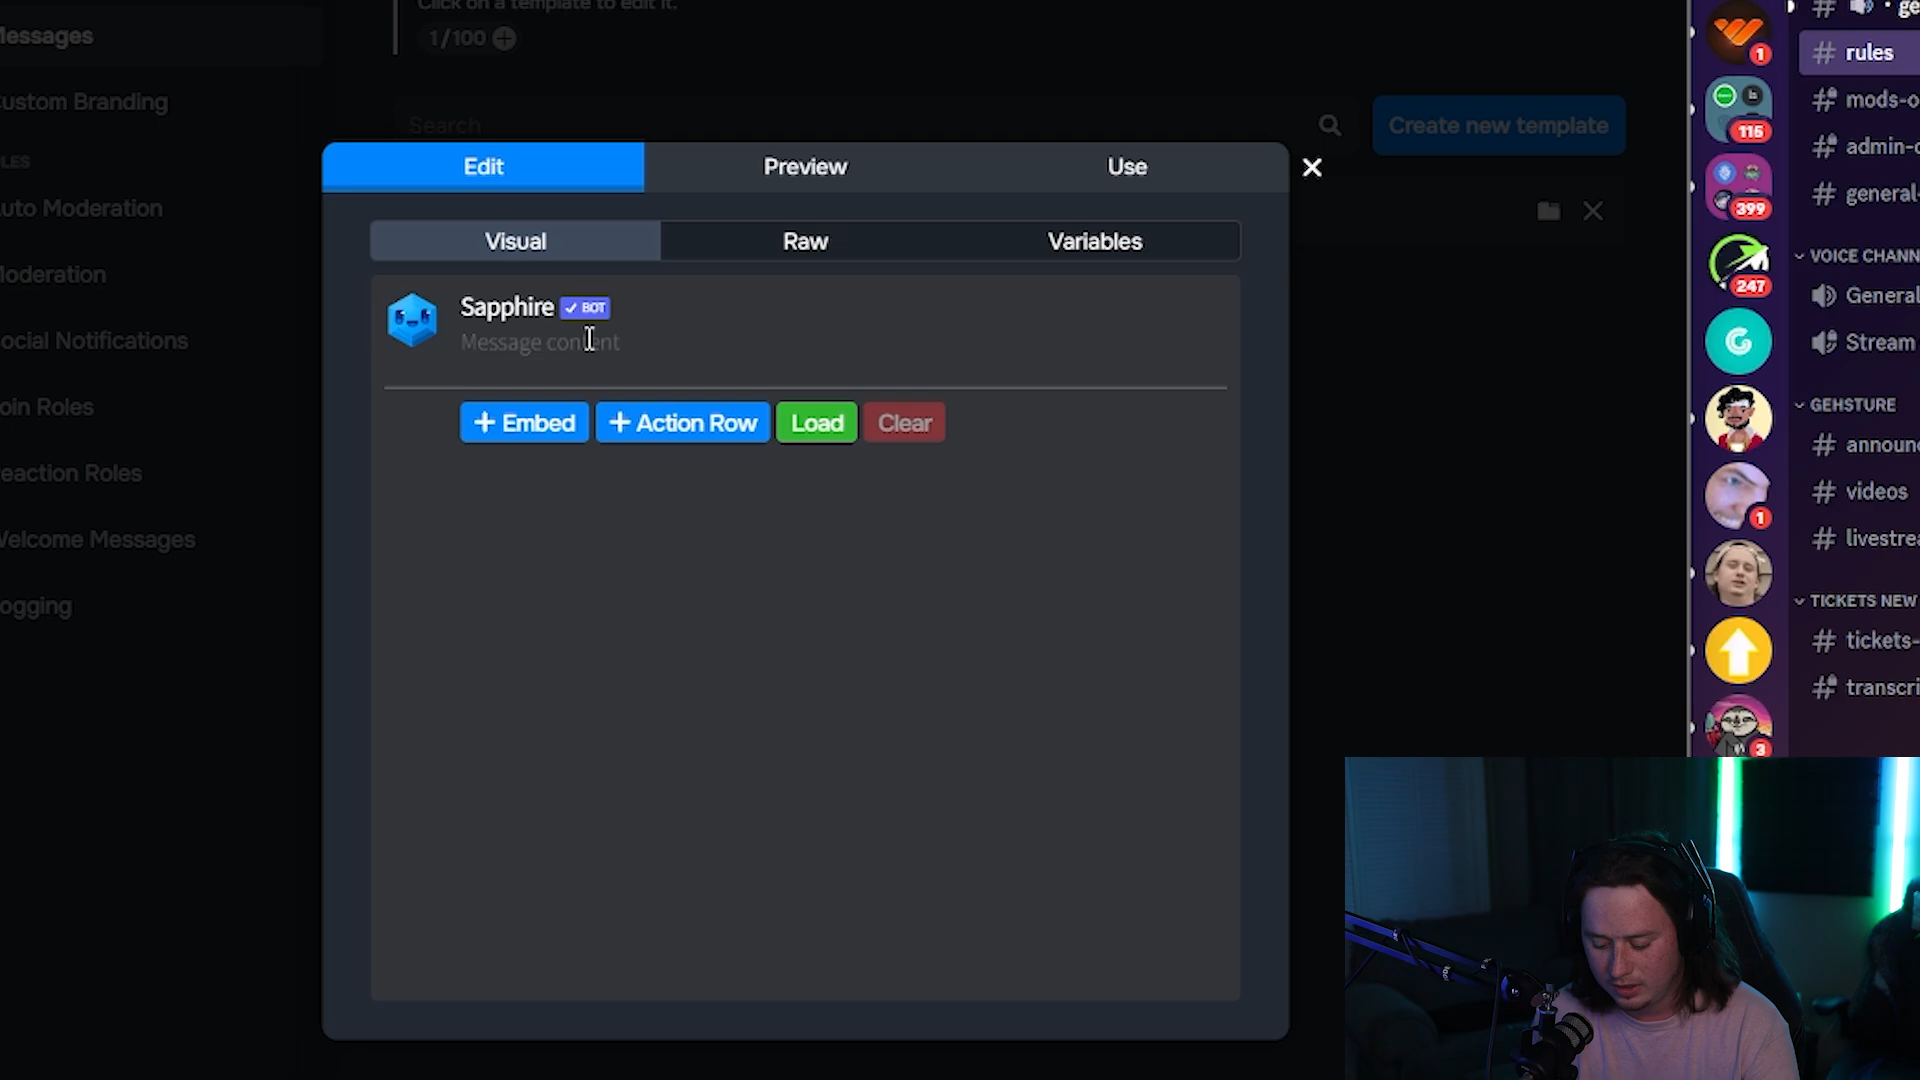 Click on a template to edit it.
1/100
Messages
Custom Branding
Auto Moderation
Moderation
Social Notifications
Join Roles
Reaction Roles
Welcome Messages
Logging
Search
Create new template
Edit
Preview
Use
Visual
Raw
Variables
Sapphire
BOT
Message content
+ Embed
+ Action Row
Load
Clear
1
115
399
247
1
3
# rules
mods-o
admin-c
# general-
VOICE CHANN
General
Stream
GEHSTURE
# announc
# videos
# livestrea
TICKETS NEW
# tickets-
transcri